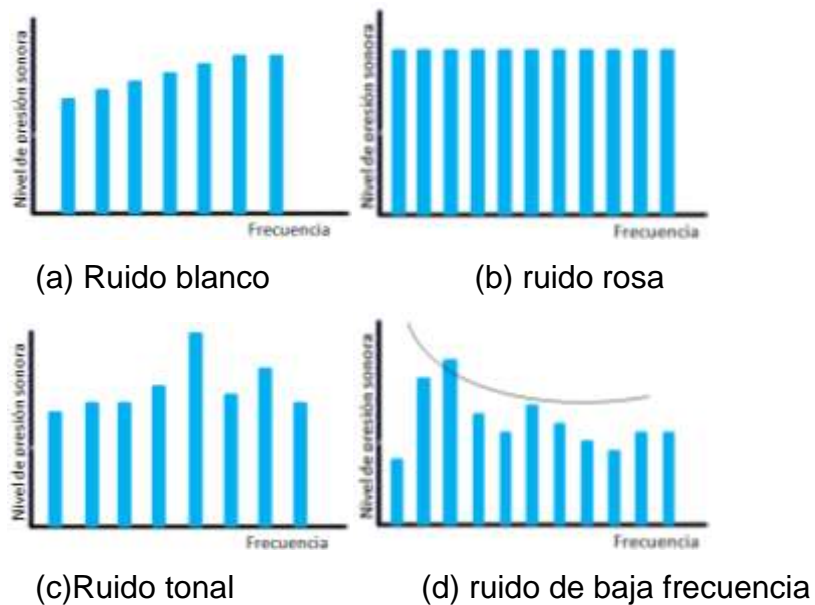 Nivel de presión sonora
Frecuencia
Nivel de presión sonora
Frecuencia
(a) Ruido blanco
(b) ruido rosa
Nivel de presión sonora
Frecuencia
Nivel de presión sonora
Frecuencia
(c)Ruido tonal
(d) ruido de baja frecuencia